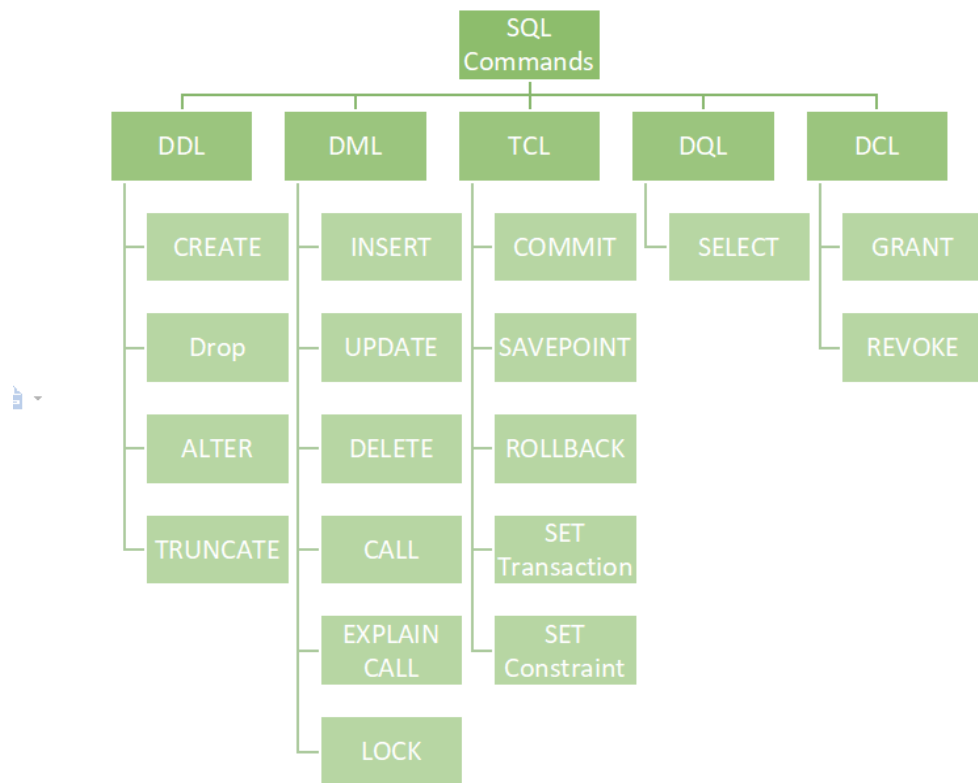 SQL
Commands
DDL
DML
TCL
DQL
DCL
CREATE
INSERT
COMMIT
SELECT
GRANT
Drop
UPDATE
SAVEPOINT
REVOKE
ALTER
DELETE
ROLLBACK
TRUNCATE
CALL
SET
Transaction
EXPLAIN
CALL
SET
Constraint
LOCK